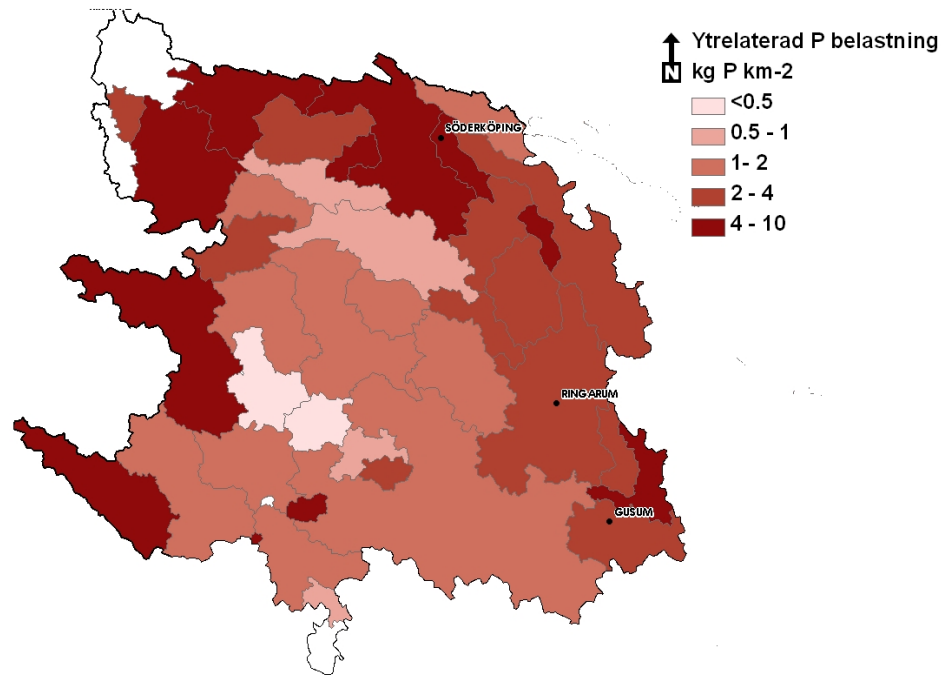 Ytrelaterad P belastning
N kg P km-2
<0.5
0.5 - 1
1- 2
2 - 4
4 - 10
SÖDERKÖPING
RINGARUM
GUSUM